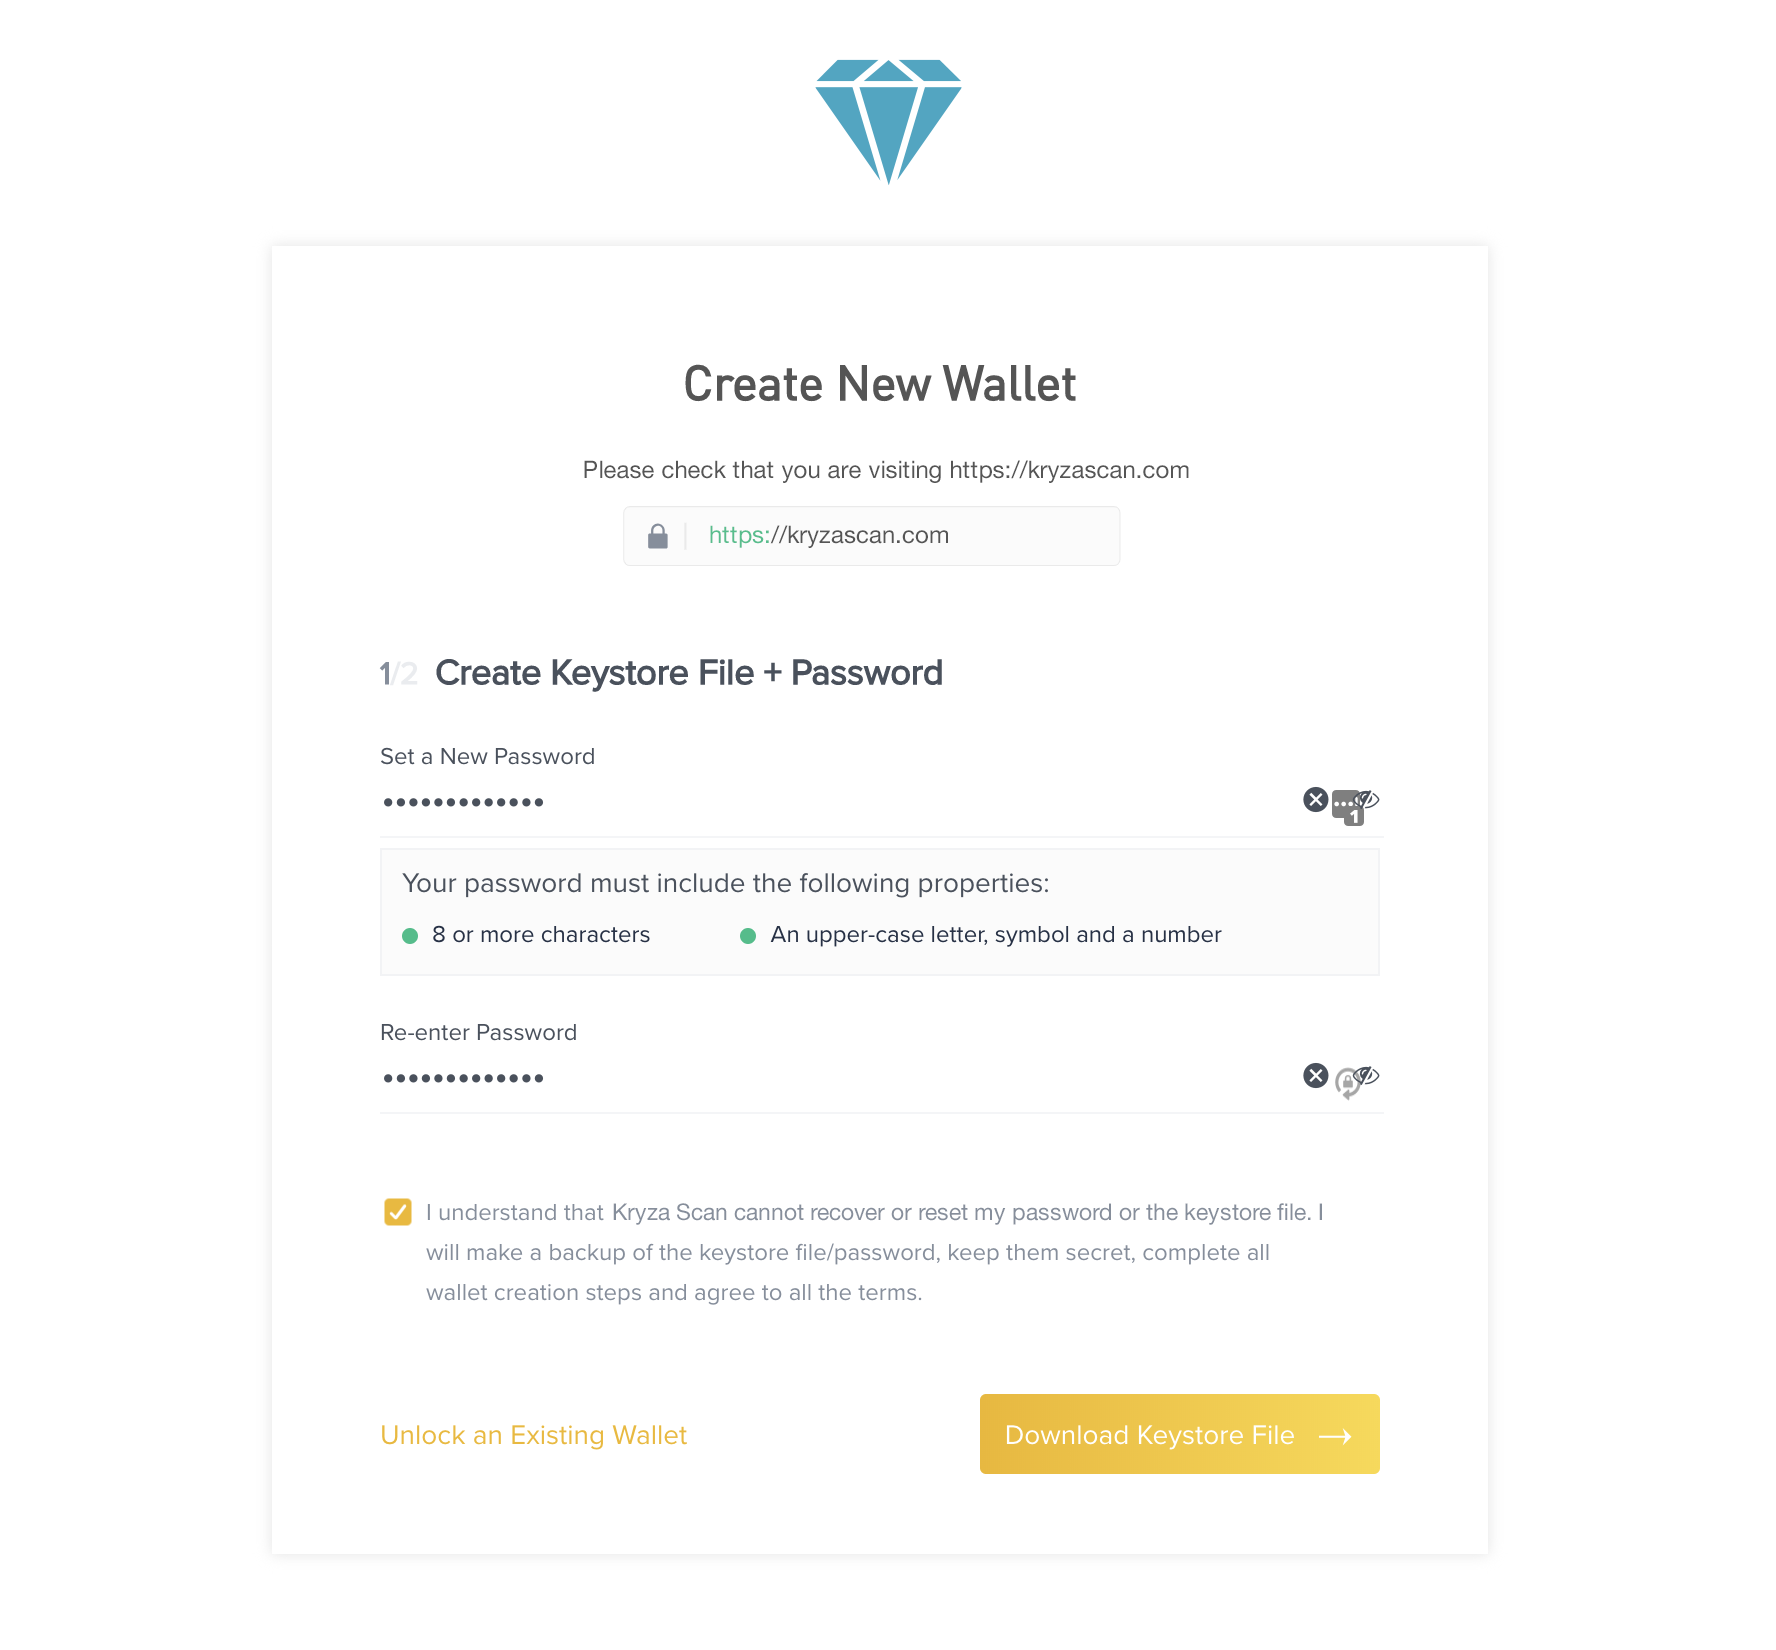 Create New Wallet
Please check that you are visiting https://kryzascan.com
https://kryzascan.com
1/2 Create Keystore File + Password
Set a New Password
•••••••••••••
1
Your password must include the following properties:
8 or more characters
An upper-case letter, symbol and a number
Re-enter Password
•••••••••••••
I understand that Kryza Scan cannot recover or reset my password or the keystore file. I
will make a backup of the keystore file/password, keep them secret, complete all
wallet creation steps and agree to all the terms.
Unlock an Existing Wallet
Download Keystore File →